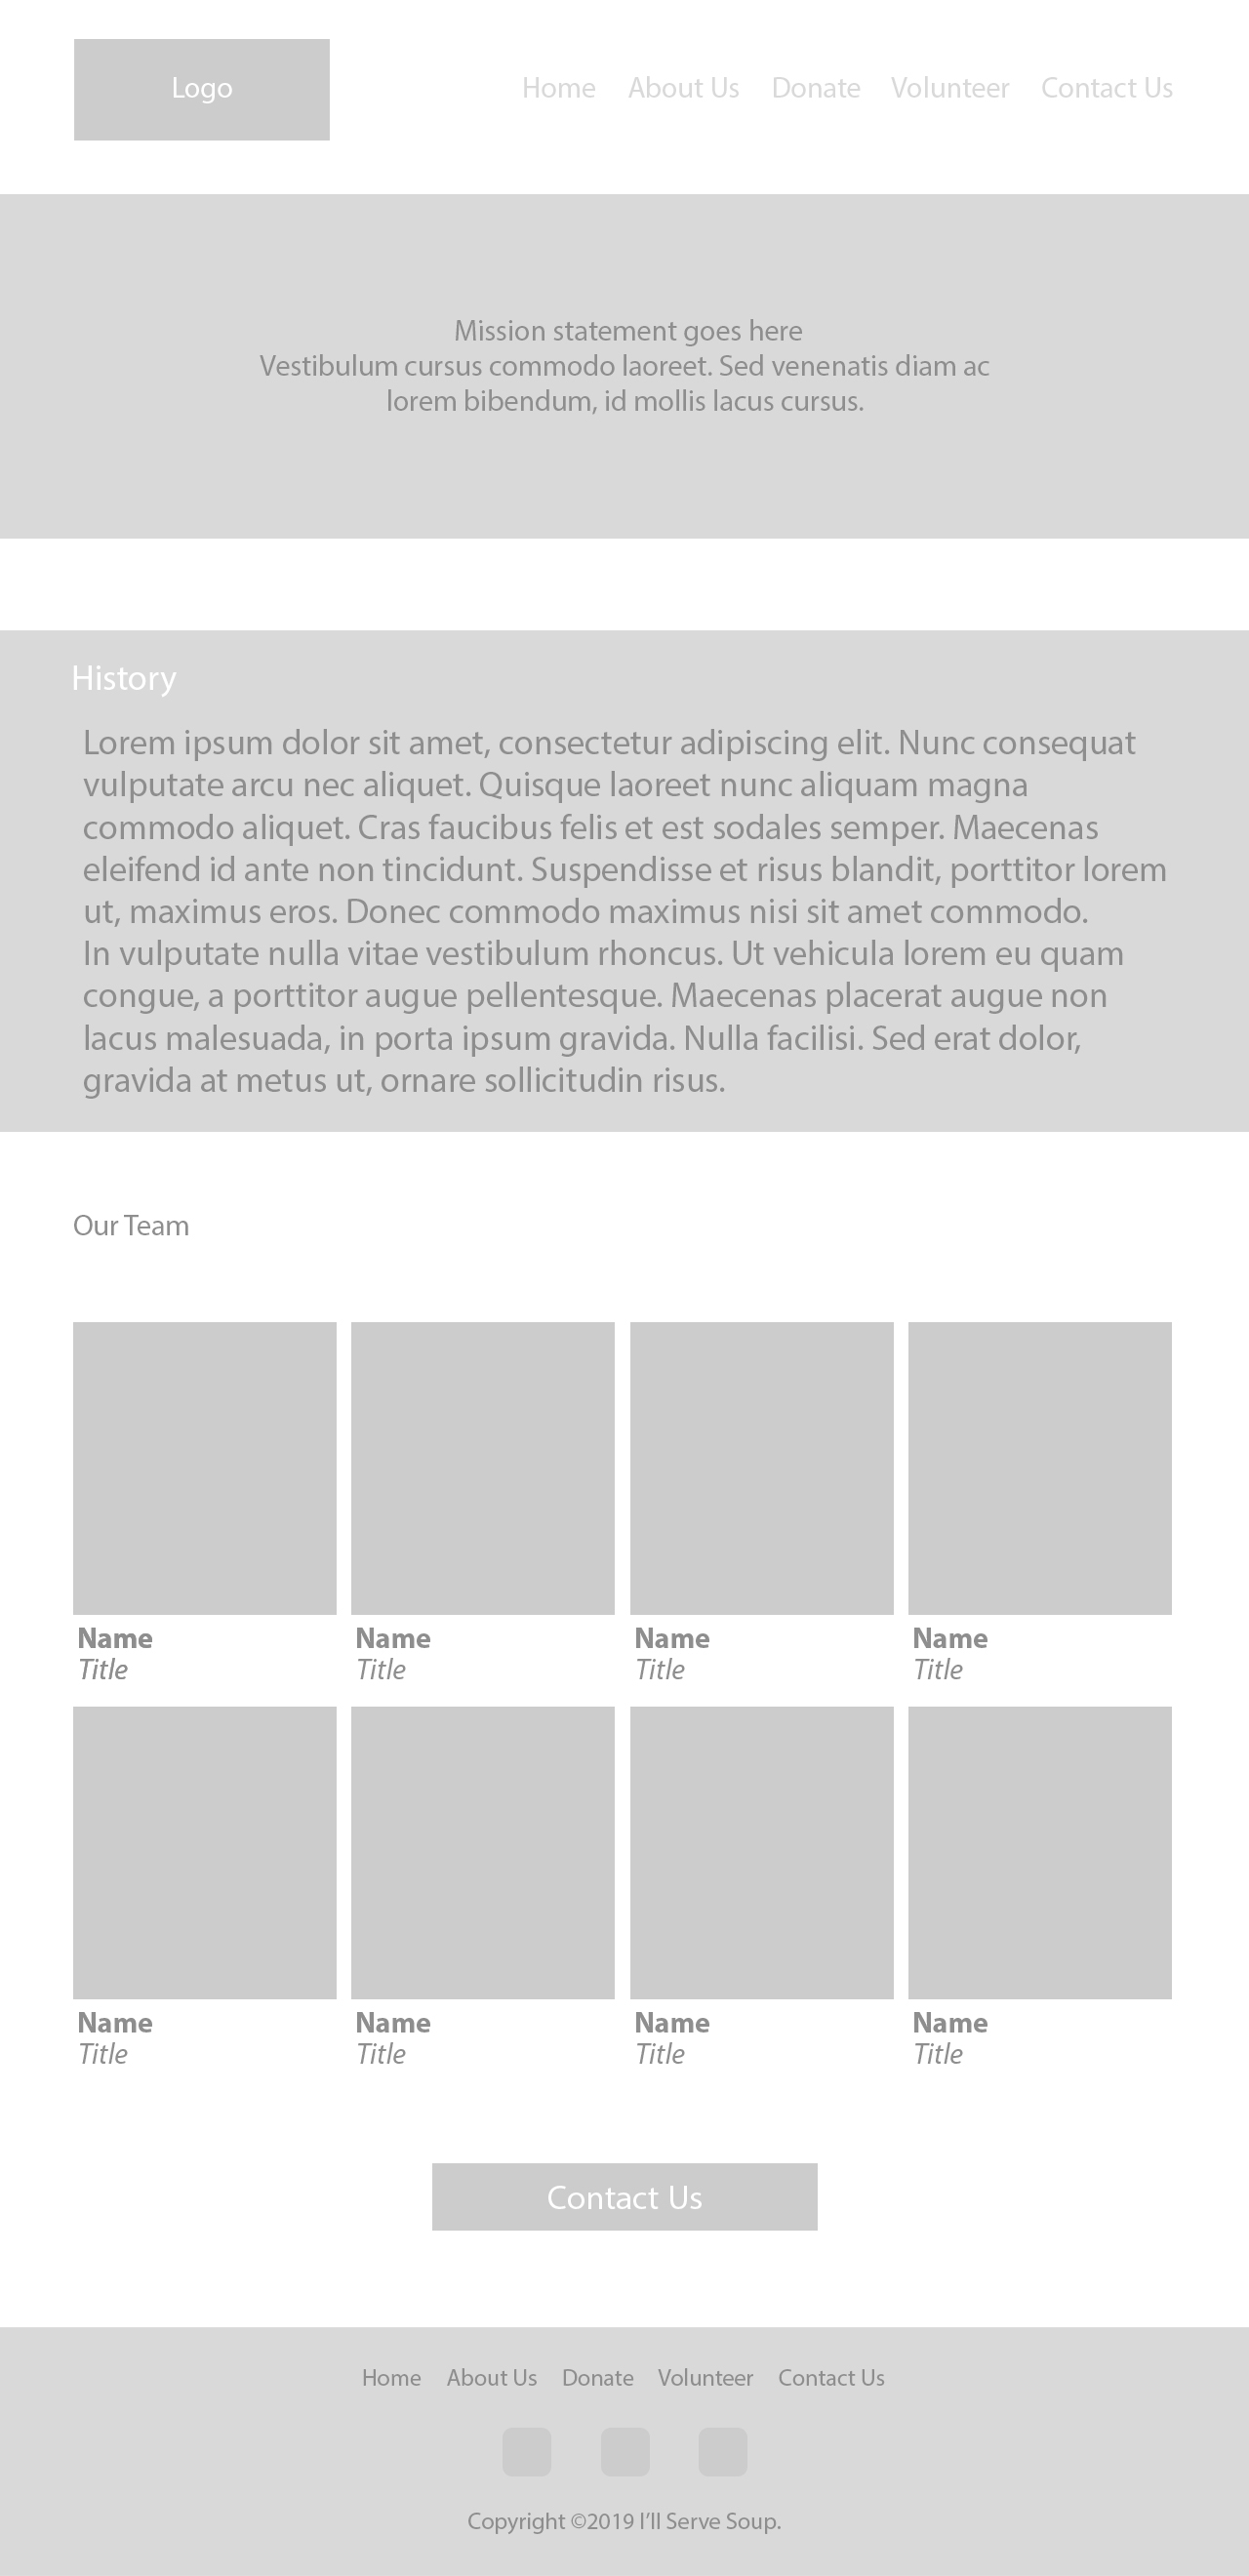 Logo
Home About Us Donate Volunteer Contact Us
Mission statement goes here
Vestibulum cursus commodo laoreet. Sed venenatis diam ac
lorem bibendum, id mollis lacus cursus.
History
Lorem ipsum dolor sit amet, consectetur adipiscing elit. Nunc consequat
vulputate arcu nec aliquet. Quisque laoreet nunc aliquam magna
commodo aliquet. Cras faucibus felis et est sodales semper. Maecenas
eleifend id ante non tincidunt. Suspendisse et risus blandit, porttitor lorem
ut, maximus eros. Donec commodo maximus nisi sit amet commodo.
In vulputate nulla vitae vestibulum rhoncus. Ut vehicula lorem eu quam
congue, a porttitor augue pellentesque. Maecenas placerat augue non
lacus malesuada, in porta ipsum gravida. Nulla facilisi. Sed erat dolor,
gravida at metus ut, ornare sollicitudin risus.
Our Team
Name Name Name Name
Title Title Title Title
Name Name Name Name
Title Title Title Title
Contact Us
Home About Us Donate Volunteer Contact Us
Copyright ©2019 I’ll Serve Soup.